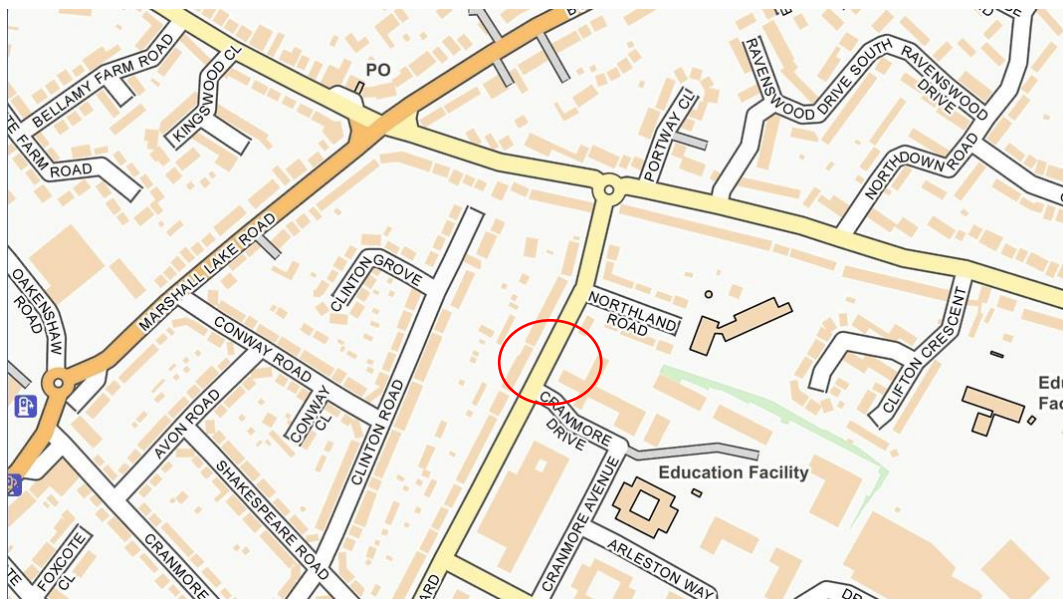 BELLAMY FARM ROAD
KINGSWOOD CL
PO
FARM ROAD
PORTWAY CL
RAVENSWOOD
DRIVE SOUTH
RAVENSWOOD
DRIVE
NORTHDOWN ROAD
OAKENSHAW
ROAD
MARSHALL LAKE ROAD
CLINTON
GROVE
NORTHLAND
ROAD
CONWAY ROAD
CLIFTON CRESCENT
CONWAY
CL
AVON ROAD
CLINTON ROAD
CRANMORE
DRIVE
Education Facility
SHAKESPEARE ROAD
CRANMORE AVENUE
ARLESTON WAY
FOXCOTE
CL
CRANMORE
ARD